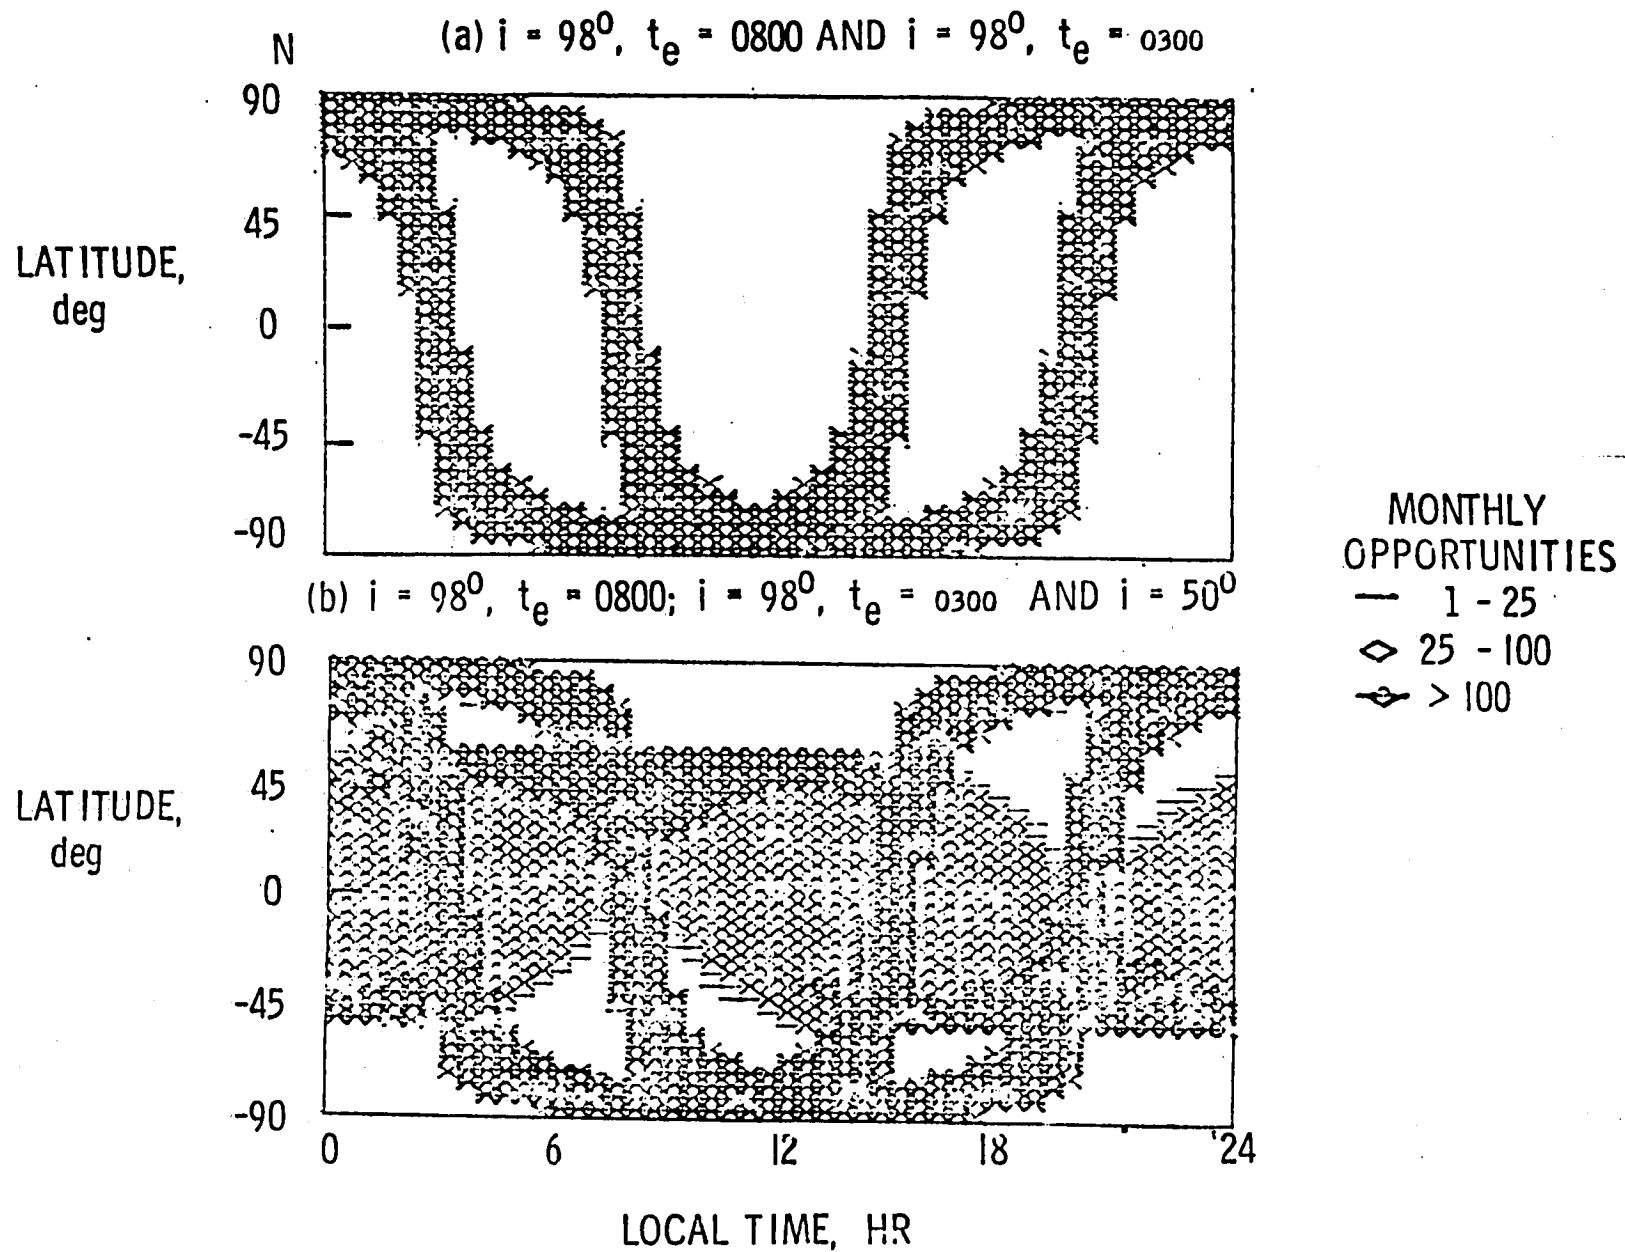 (a) i = 98⁰, tₑ = 0800 AND i = 98⁰, tₑ = 0300
N
90
45
0
-45
-90
LATITUDE,
deg
(b) i = 98⁰, tₑ = 0800; i = 98⁰, tₑ = 0300 AND i = 50⁰
90
45
0
-45
-90
LATITUDE,
deg
0 6 12 18 24
LOCAL TIME, HR
MONTHLY
OPPORTUNITIES
1 - 25
25 - 100
> 100